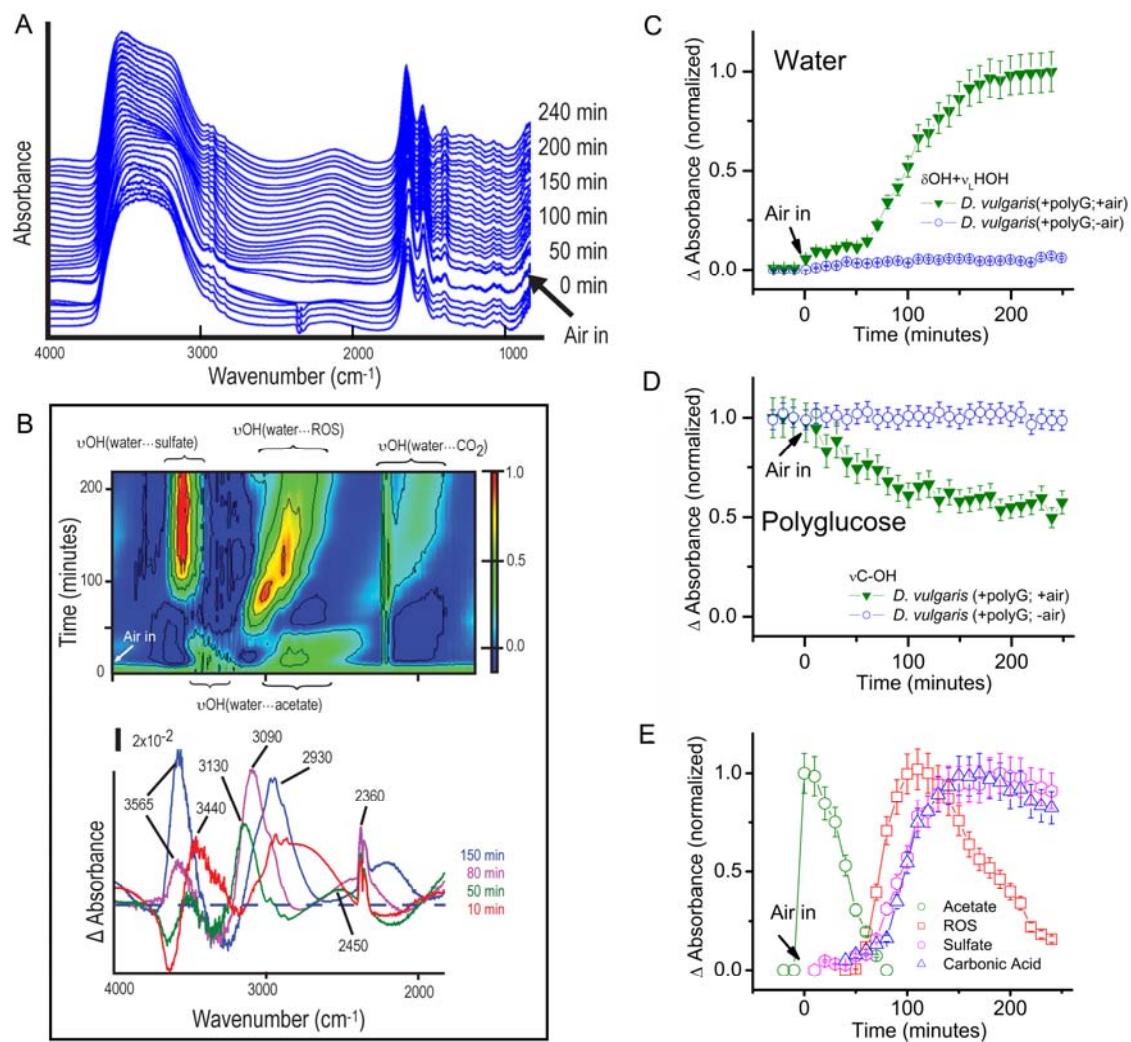 A
Absorbance
240 min
200 min
150 min
100 min
50 min
0 min
Air in
4000 3000 2000 1000
Wavenumber (cm-1)
B
υOH(water···sulfate)
υOH(water···ROS)
υOH(water···CO2)
Time (minutes)
200
100
0
Air in
1.0
0.5
0.0
υOH(water···acetate)
2x10-2
3565
3440
3130
3090
2930
2360
2450
150 min
80 min
50 min
10 min
Δ Absorbance
4000 3000 2000
Wavenumber (cm-1)
C
Water
Δ Absorbance (normalized)
1.0
0.5
0.0
Air in
δOH+νLHOH
D. vulgaris(+polyG;+air)
D. vulgaris(+polyG;-air)
0 100 200
Time (minutes)
D
Δ Absorbance (normalized)
1.0
0.5
0.0
Air in
Polyglucose
νC-OH
D. vulgaris (+polyG; +air)
D. vulgaris (+polyG; -air)
0 100 200
Time (minutes)
E
Δ Absorbance (normalized)
1.0
0.5
0.0
Air in
Acetate
ROS
Sulfate
Carbonic Acid
0 100 200
Time (minutes)